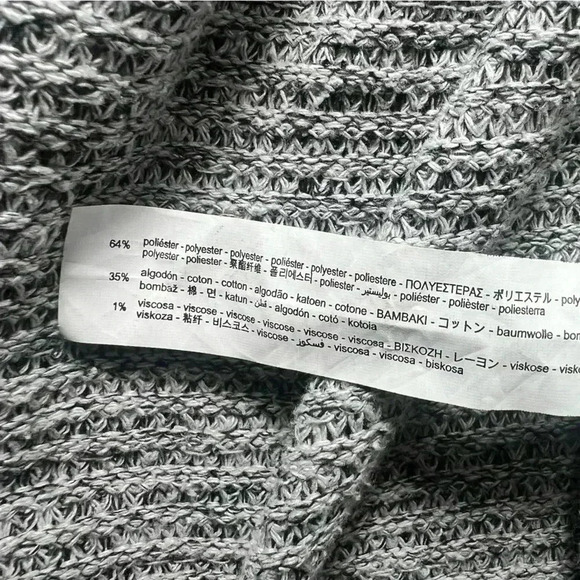 64% poliéster - polyester - polyester - poliéster - polyester - polyester - poliestere - ΠΟΛΥΕΣΤΕΡΑΣ - ポリエステル - poly
polyester - poliester - 聚酯纤维 - 폴리에스터 - poliester - بوليستير - poliéster - polièster - poliesterra
35% algodón - coton - cotton - algodão - katoen - cotone - BAMBAKI - コットン - baumwolle - bom
bombaž - 棉 - 면 - katun - قطن - algodón - cotó - kotoia
1% viscosa - viscose - viscose - viscose - viscose - viscosa - ΒΙΣΚΟΖΗ - レーヨン - viskose - visk
viskoza - 粘纤 - 비스코스 - viscose - فسكوز - viscosa - viscosa - biskosa